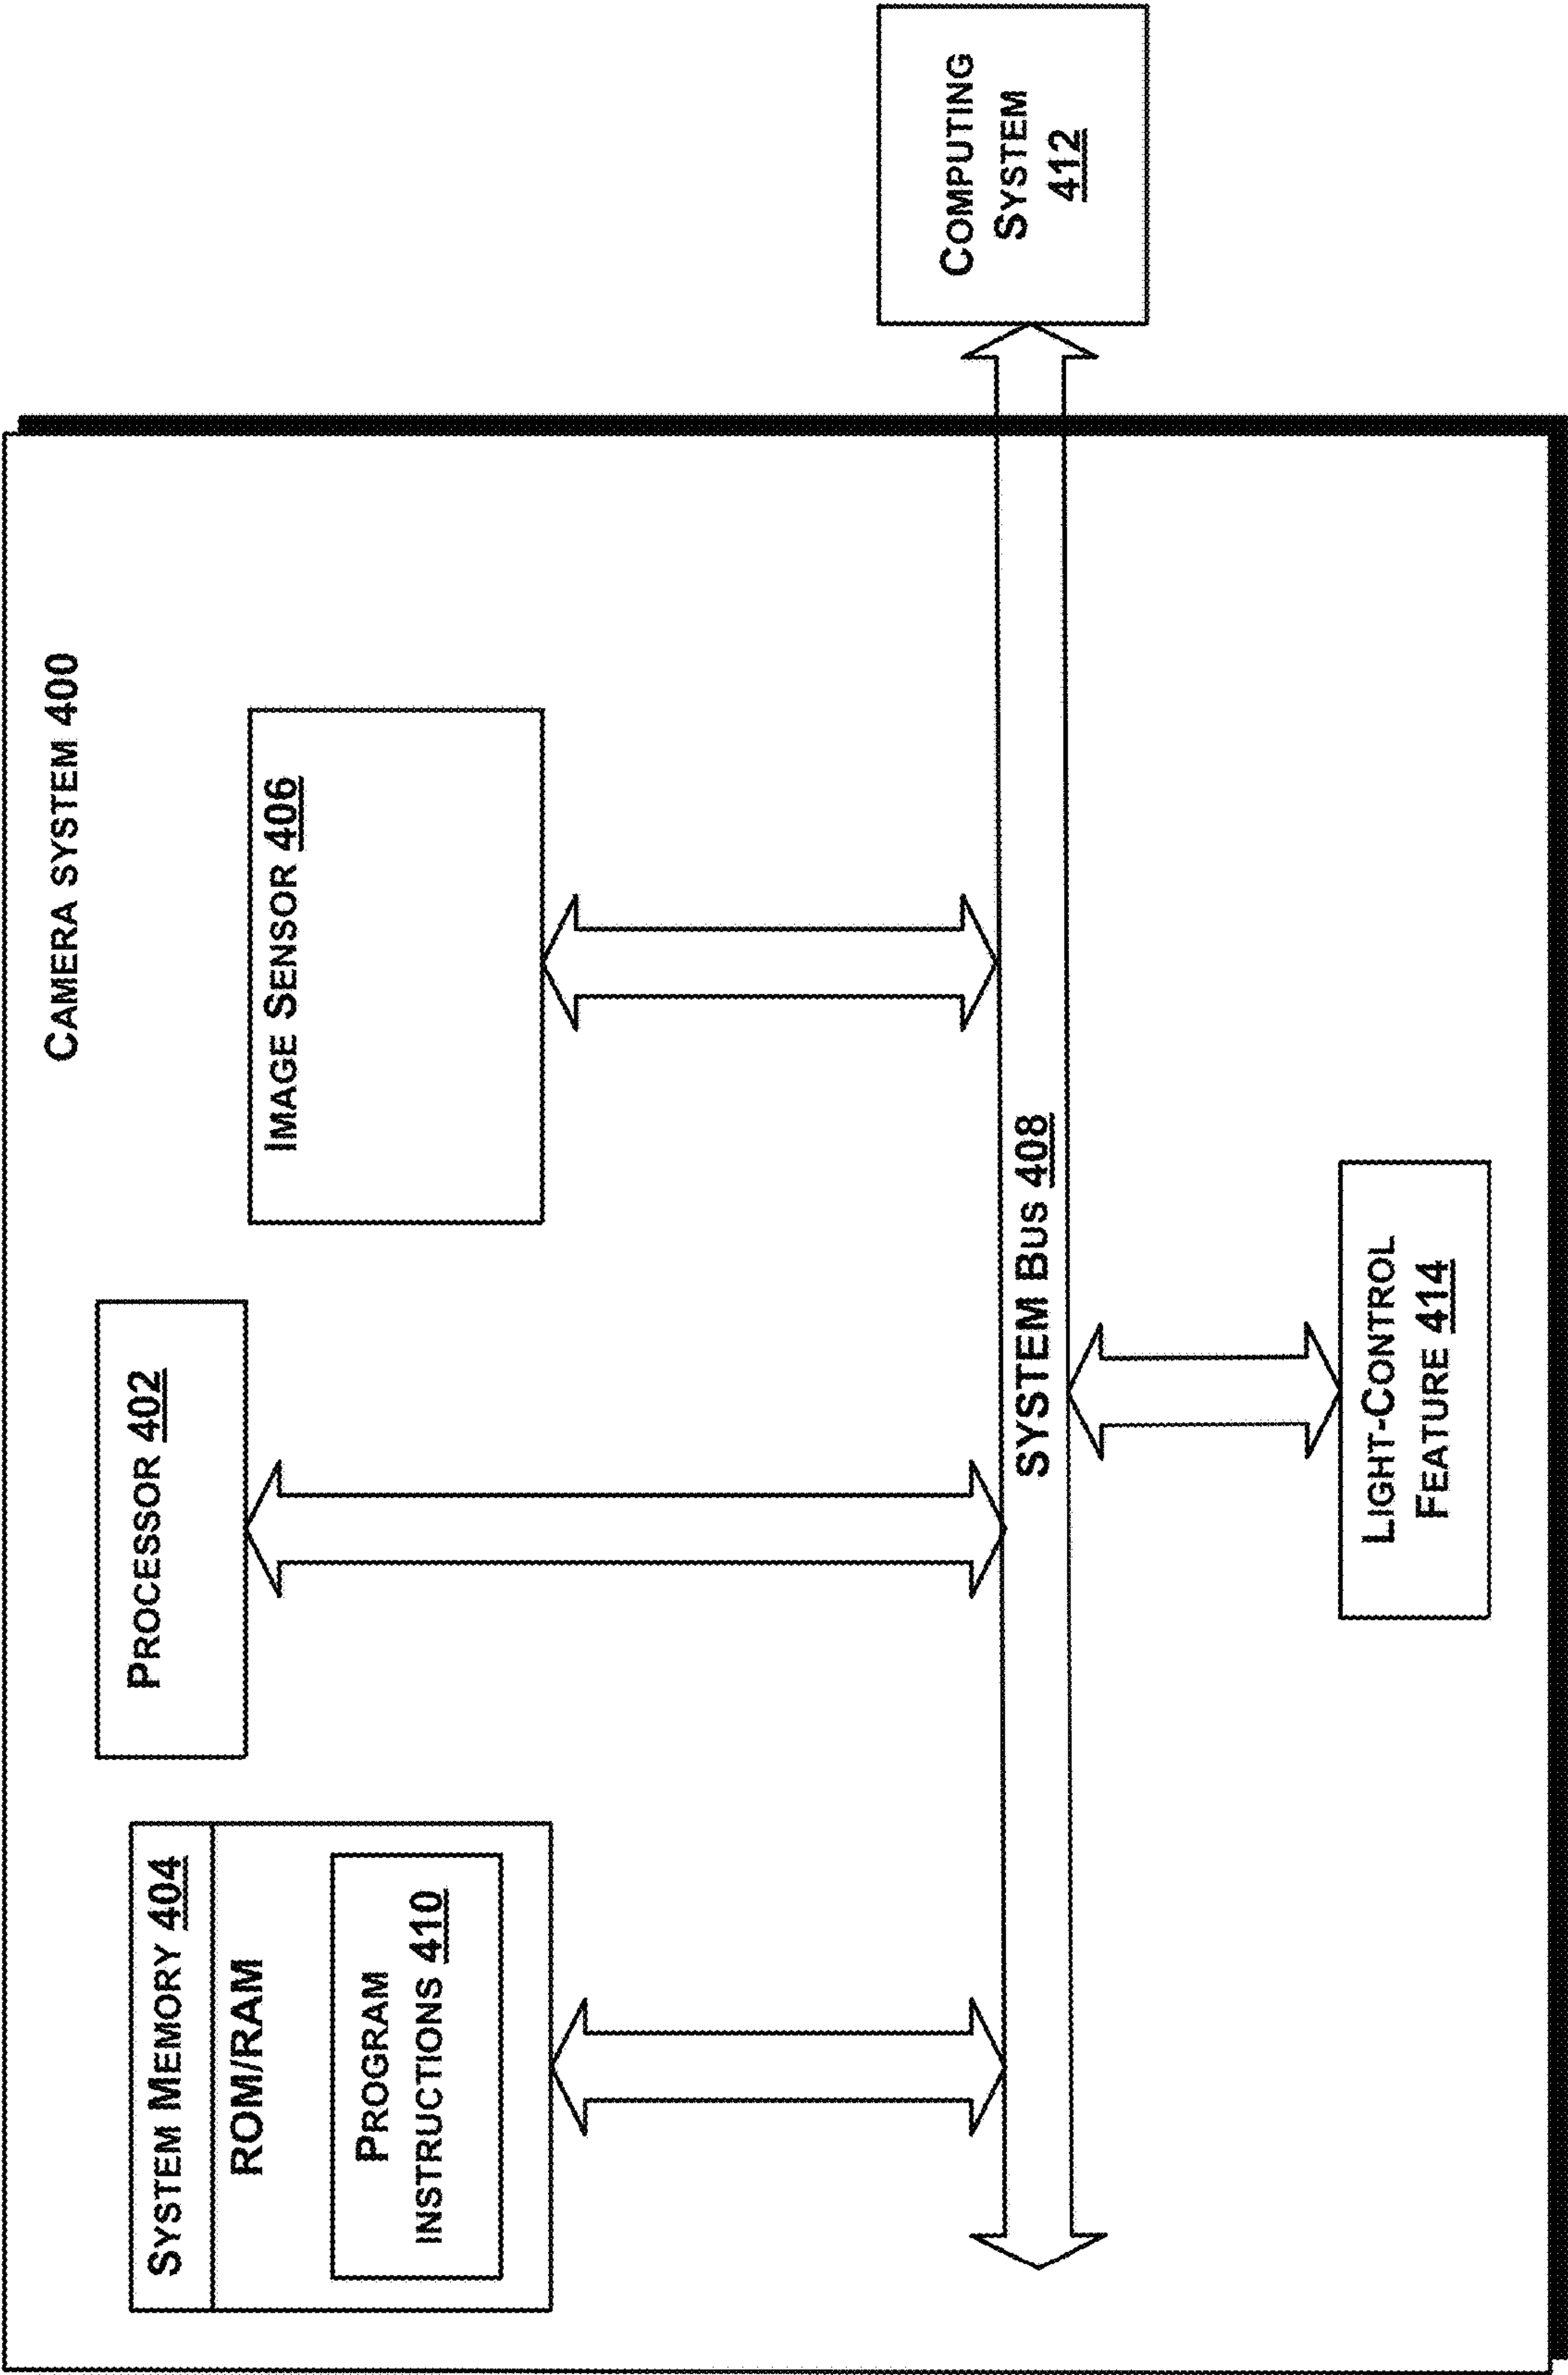 CAMERA SYSTEM 400
SYSTEM MEMORY 404
ROM/RAM
PROGRAM
INSTRUCTIONS 410
PROCESSOR 402
IMAGE SENSOR 406
SYSTEM BUS 408
LIGHT-CONTROL
FEATURE 414
COMPUTING
SYSTEM
412